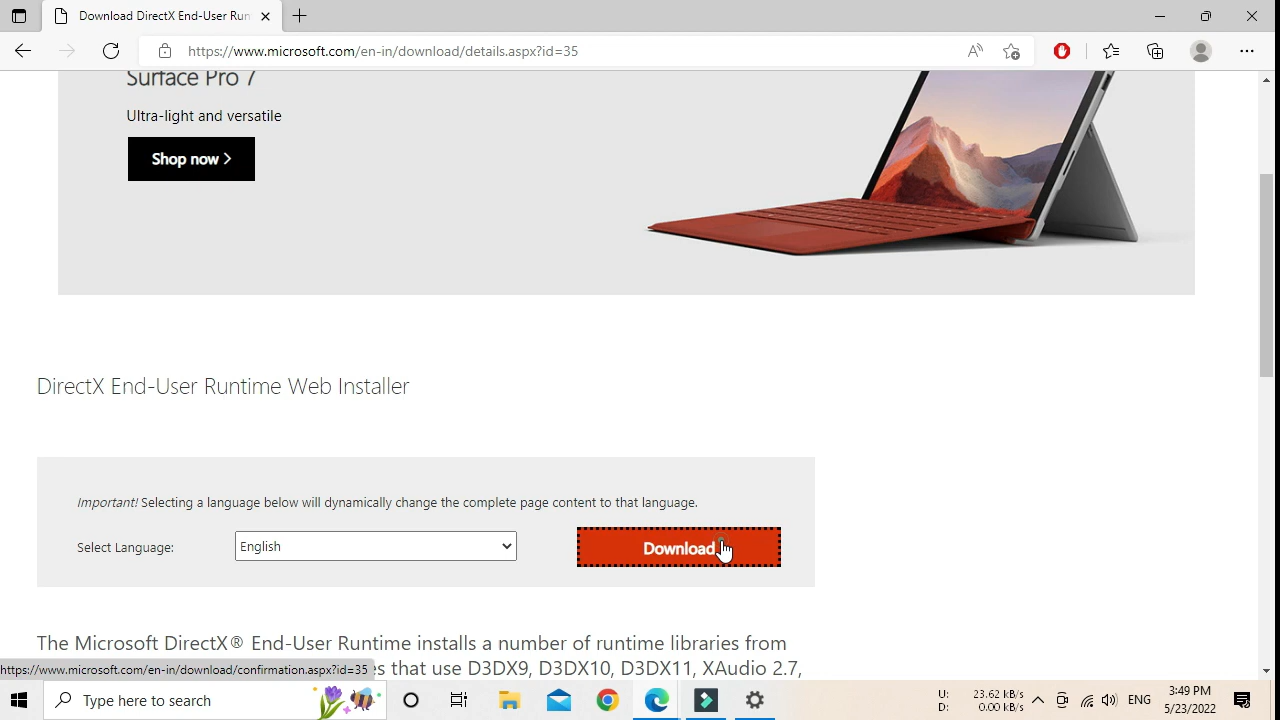 Download DirectX End-User Run
https://www.microsoft.com/en-in/download/details.aspx?id=35
Surface Pro 7
Ultra-light and versatile
Shop now >
DirectX End-User Runtime Web Installer
Important! Selecting a language below will dynamically change the complete page content to that language.
Select Language:
English
Download
The Microsoft DirectX® End-User Runtime installs a number of runtime libraries from
https://www.microsoft.com/en-in/download/confirmation.aspx?id=35
es that use D3DX9, D3DX10, D3DX11, XAudio 2.7,
Type here to search
U: 23.62 kB/s
D: 0.00 kB/s
ENG
3:49 PM
5/23/2022